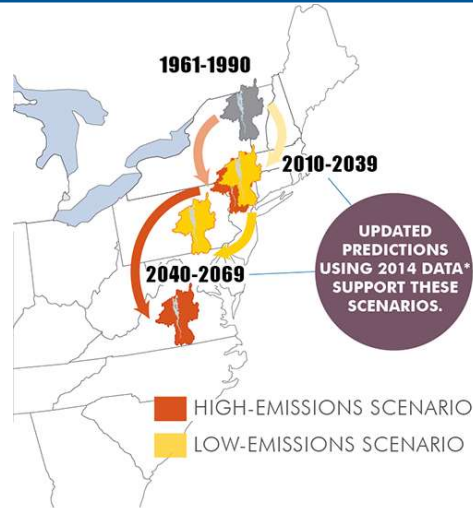 1961-1990
2010-2039
UPDATED
PREDICTIONS
USING 2014 DATA*
SUPPORT THESE
SCENARIOS.
2040-2069
HIGH-EMISSIONS SCENARIO
LOW-EMISSIONS SCENARIO